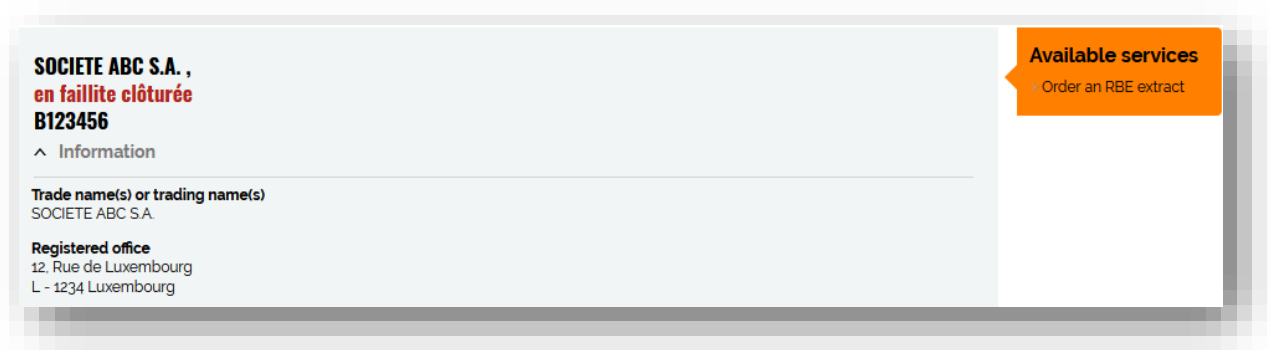 SOCIETE ABC S.A. ,
en faillite clôturée
B123456
Information
Trade name(s) or trading name(s)
SOCIETE ABC S.A.
Registered office
12, Rue de Luxembourg
L - 1234 Luxembourg
Available services
Order an RBE extract